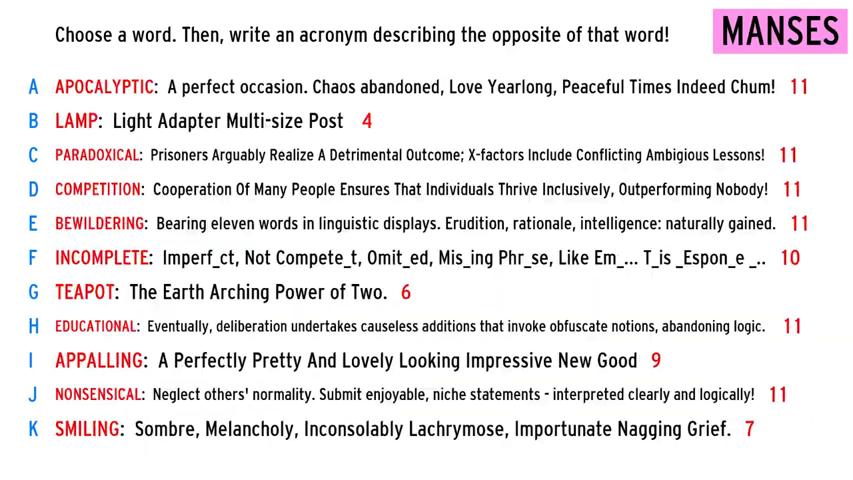 Choose a word. Then, write an acronym describing the opposite of that word!
MANSES
A APOCALYPTIC: A perfect occasion. Chaos abandoned, Love Yearlong, Peaceful Times Indeed Chum! 11
B LAMP: Light Adapter Multi-size Post 4
C PARADOXICAL: Prisoners Arguably Realize A Detrimental Outcome; X-factors Include Conflicting Ambigious Lessons! 11
D COMPETITION: Cooperation Of Many People Ensures That Individuals Thrive Inclusively, Outperforming Nobody! 11
E BEWILDERING: Bearing eleven words in linguistic displays. Erudition, rationale, intelligence: naturally gained. 11
F INCOMPLETE: Imperf_ct, Not Compete_t, Omit_ed, Mis_ing Phr_se, Like Em_... T_is _Espon_e _.. 10
G TEAPOT: The Earth Arching Power of Two. 6
H EDUCATIONAL: Eventually, deliberation undertakes causeless additions that invoke obfuscate notions, abandoning logic. 11
I APPALLING: A Perfectly Pretty And Lovely Looking Impressive New Good 9
J NONSENSICAL: Neglect others' normality. Submit enjoyable, niche statements - interpreted clearly and logically! 11
K SMILING: Sombre, Melancholy, Inconsolably Lachrymose, Importunate Nagging Grief. 7